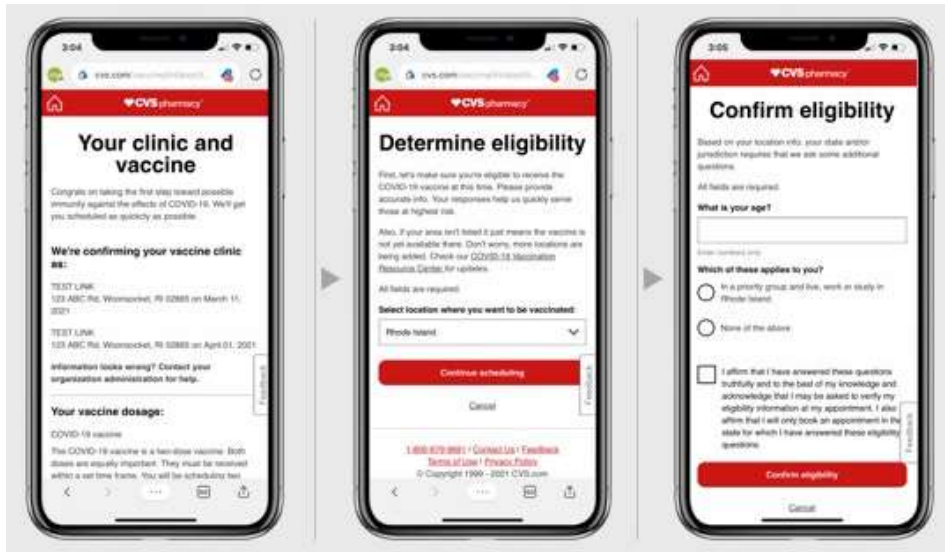 3:04
cvs.com
CVS pharmacy
Your clinic and
vaccine
Congrats on taking the first step toward possible
immunity against the effects of COVID-19. We'll get
you scheduled as quickly as possible.
We're confirming your vaccine clinic
as:
TEST LINK
123 ABC Rd, Woonsocket, RI 02865 on March 11,
2021
TEST LINK
123 ABC Rd, Woonsocket, RI 02865 on April 01, 2021
Information looks wrong? Contact your
organization administration for help.
Feedback
Your vaccine dosage:
COVID-19 vaccine
The COVID-19 vaccine is a two-dose vaccine. Both
doses are equally important. They must be received
within a set time frame. You will be scheduling two
3:04
cvs.com
CVS pharmacy
Determine eligibility
First, let's make sure you're eligible to receive the
COVID-19 vaccine at this time. Please provide
accurate info. Your responses help us quickly serve
those at highest risk.
Also, if your area isn't listed it just means the vaccine is
not yet available there. Don't worry, more locations are
being added. Check our COVID-19 Vaccination
Resource Center for updates.
All fields are required.
Select location where you want to be vaccinated:
Rhode Island
Continue scheduling
Feedback
Cancel
Contact Us | Feedback
Terms of Use | Privacy Policy
© Copyright 1999 - 2021 CVS.com
3:05
CVS pharmacy
Confirm eligibility
Based on your location info, your state and/or
jurisdiction requires that we ask some additional
questions.
All fields are required.
What is your age?
Enter numbers only
Which of these applies to you?
In a priority group and live, work or study in
Rhode Island
None of the above
I affirm that I have answered these questions
truthfully and to the best of my knowledge and
acknowledge that I may be asked to verify my
eligibility information at my appointment. I also
affirm that I will only book an appointment in the
state for which I have answered these eligibility
questions.
Feedback
Confirm eligibility
Cancel